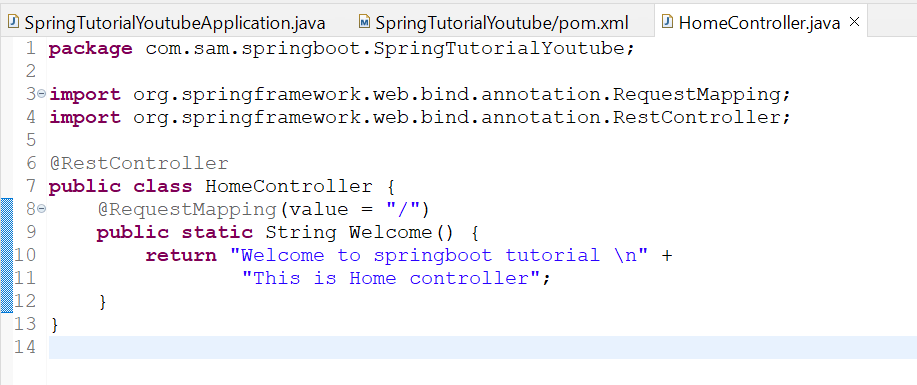 SpringTutorialYoutubeApplication.java SpringTutorialYoutube/pom.xml HomeController.java
1 package com.sam.springboot.SpringTutorialYoutube;
2
3 import org.springframework.web.bind.annotation.RequestMapping;
4 import org.springframework.web.bind.annotation.RestController;
5
6 @RestController
7 public class HomeController {
8     @RequestMapping(value = "/")
9     public static String Welcome() {
10         return "Welcome to springboot tutorial \n" +
11                 "This is Home controller";
12     }
13 }
14